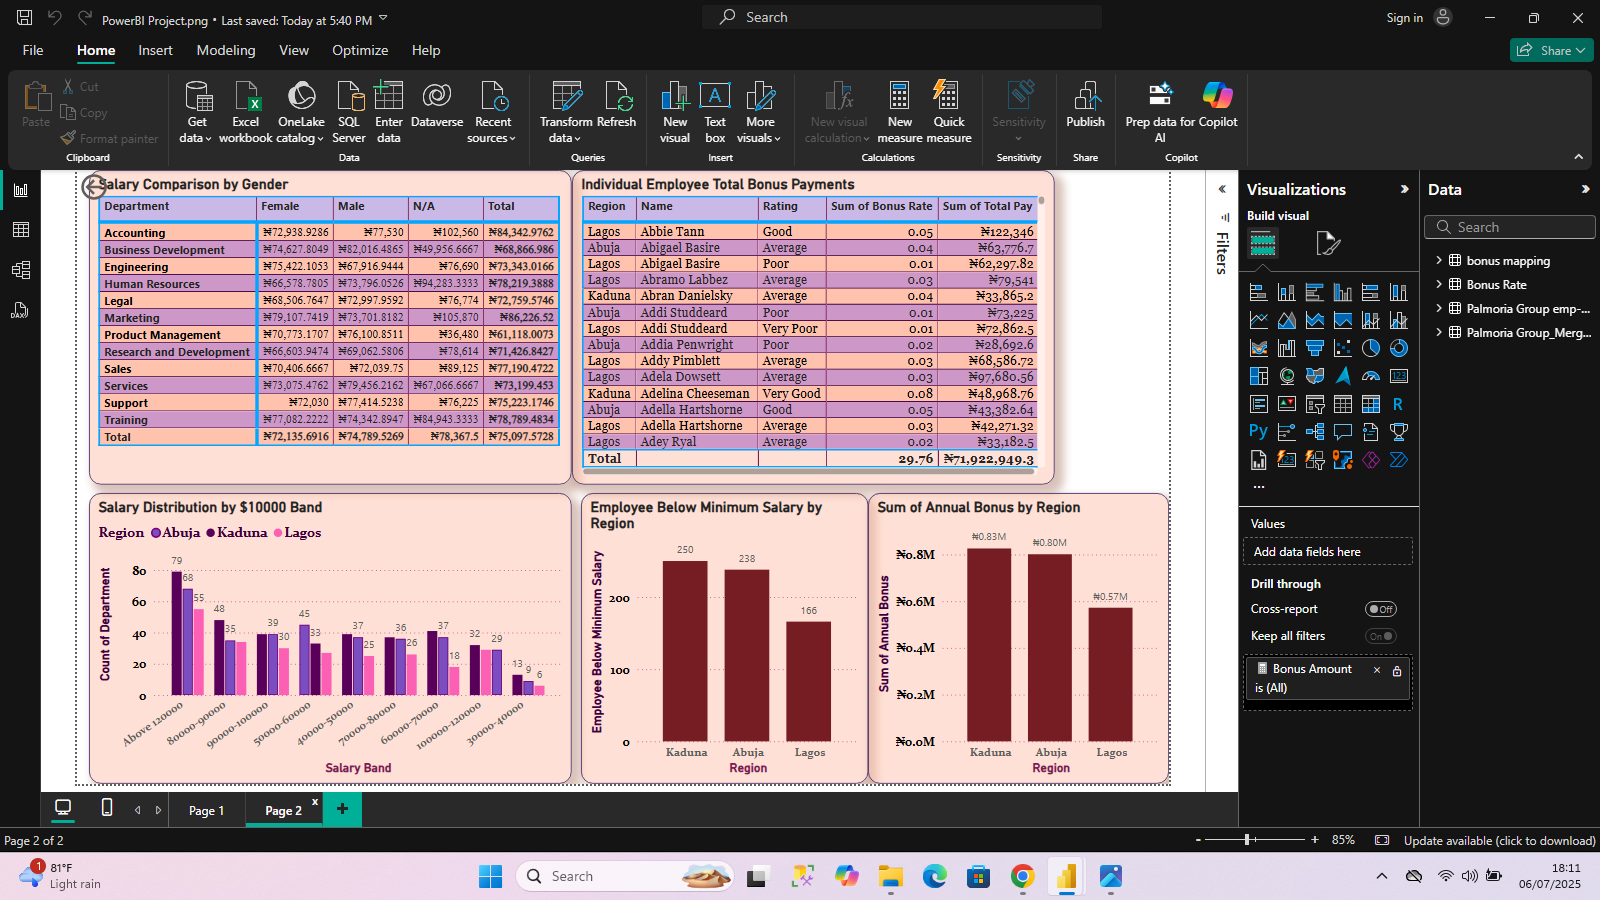 PowerBI Project.png • Last saved: Today at 5:40 PM
Search
Sign in
File Home Insert Modeling View Optimize Help
Share
Paste
Cut
Copy
Format painter
Clipboard
Get data
Excel workbook
OneLake catalog
SQL Server
Enter data
Dataverse
Recent sources
Data
Transform data
Refresh
Queries
New visual
Text box
More visuals
Insert
New visual calculation
New measure
Quick measure
Calculations
Sensitivity
Sensitivity
Publish
Share
Prep data for AI
Copilot
Copilot
Salary Comparison by Gender
Department Female Male N/A Total
Accounting ₦72,938.9286 ₦77,530 ₦102,560 ₦84,342.9762
Business Development ₦74,627.8049 ₦82,016.4865 ₦49,956.6667 ₦68,866.986
Engineering ₦75,422.1053 ₦67,916.9444 ₦76,690 ₦73,343.0166
Human Resources ₦66,578.7805 ₦73,796.0526 ₦94,283.3333 ₦78,219.3888
Legal ₦68,506.7647 ₦72,997.9592 ₦76,774 ₦72,759.5746
Marketing ₦79,107.7419 ₦73,701.8182 ₦105,870 ₦86,226.52
Product Management ₦70,773.1707 ₦76,100.8511 ₦36,480 ₦61,118.0073
Research and Development ₦66,603.9474 ₦69,062.5806 ₦78,614 ₦71,426.8427
Sales ₦70,406.6667 ₦72,039.75 ₦89,125 ₦77,190.4722
Services ₦73,075.4762 ₦79,456.2162 ₦67,066.6667 ₦73,199.453
Support ₦72,030 ₦77,414.5238 ₦76,225 ₦75,223.1746
Training ₦77,082.2222 ₦74,342.8947 ₦84,943.3333 ₦78,789.4834
Total ₦72,135.6916 ₦74,789.5269 ₦78,367.5 ₦75,097.5728
Individual Employee Total Bonus Payments
Region Name Rating Sum of Bonus Rate Sum of Total Pay
Lagos Abbie Tann Good 0.05 ₦122,346
Abuja Abigael Basire Average 0.04 ₦63,776.7
Lagos Abigael Basire Poor 0.01 ₦62,297.82
Lagos Abramo Labbez Average 0.03 ₦79,541
Kaduna Abran Danielsky Average 0.04 ₦33,865.2
Abuja Addi Studdeard Poor 0.01 ₦73,225
Lagos Addi Studdeard Very Poor 0.01 ₦72,862.5
Abuja Addia Penwright Poor 0.02 ₦28,692.6
Lagos Addy Pimblett Average 0.03 ₦68,586.72
Lagos Adela Dowsett Average 0.03 ₦97,680.56
Kaduna Adelina Cheeseman Very Good 0.08 ₦48,968.76
Abuja Adella Hartshorne Good 0.05 ₦43,382.64
Lagos Adella Hartshorne Average 0.03 ₦42,271.32
Lagos Adey Ryal Average 0.02 ₦33,182.5
Total 29.76 ₦71,922,949.3
Salary Distribution by $10000 Band
Region Abuja Kaduna Lagos
Count of Department
80
60
40
20
0
79
68
55
48
35
39
30
45
33
37
25
36
26
37
18
32
29
13
9
6
Above 120000
80000-90000
90000-100000
50000-60000
40000-50000
70000-80000
60000-70000
100000-120000
30000-40000
Salary Band
Employee Below Minimum Salary by
Region
Employee Below Minimum Salary
200
100
0
250
238
166
Kaduna Abuja Lagos
Region
Sum of Annual Bonus by Region
Sum of Annual Bonus
₦0.8M
₦0.6M
₦0.4M
₦0.2M
₦0.0M
₦0.83M
₦0.80M
₦0.57M
Kaduna Abuja Lagos
Region
Filters
Visualizations
Build visual
R
Py
123
...
Values
Add data fields here
Drill through
Cross-report
Off
Keep all filters
On
Bonus Amount
is (All)
Data
Search
bonus mapping
Bonus Rate
Palmoria Group emp-...
Palmoria Group_Merg...
Page 1
Page 2
x
+
Page 2 of 2
- + 85%
Update available (click to download)
1
81°F
Light rain
Search
18:11
06/07/2025